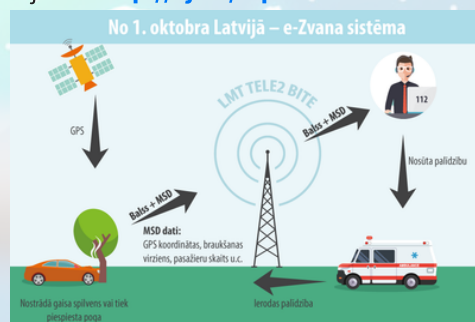 No 1. oktobra Latvijā – e-Zvana sistēma
LMT TELE2 BITE
112
GPS
Balss + MSD
Nosūta palīdzību
Balss + MSD
MSD dati:
GPS koordinātas, braukšanas
virziens, pasažieru skaits u.c.
Nostrādā gaisa spilvens vai tiek
piespiesta poga
Ierodas palīdzība